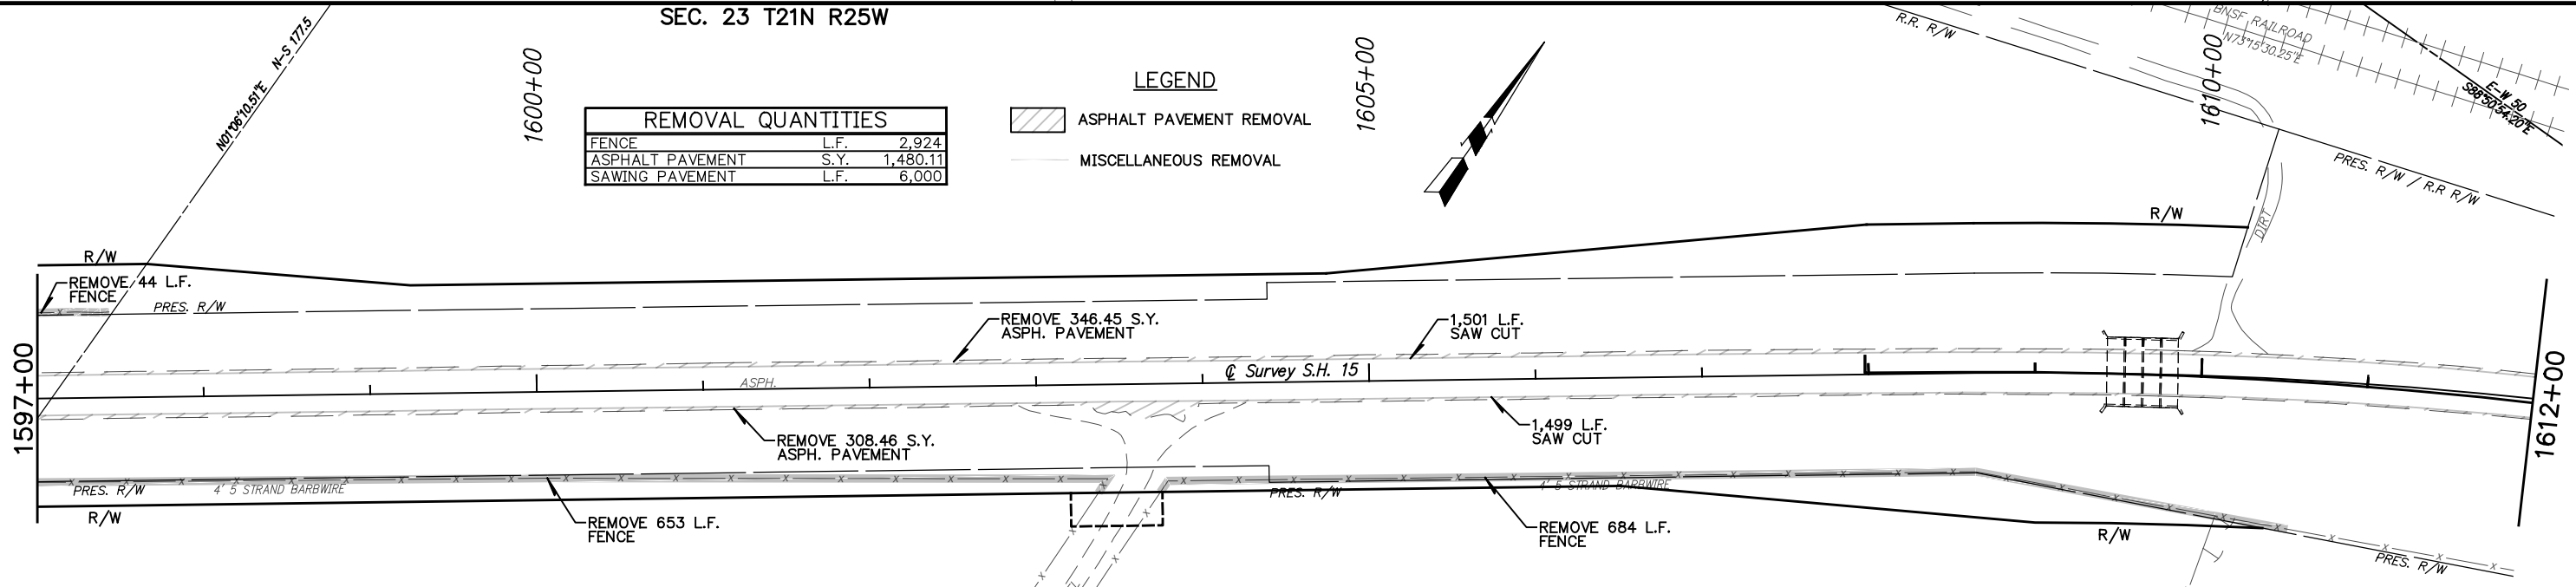 SEC. 23 T21N R25W
N01°06'10.51"E N-S 177.5
1600+00
1605+00
1610+00
REMOVAL QUANTITIES
FENCE L.F. 2,924
ASPHALT PAVEMENT S.Y. 1,480.11
SAWING PAVEMENT L.F. 6,000
LEGEND
ASPHALT PAVEMENT REMOVAL
MISCELLANEOUS REMOVAL
R.R. R/W
BNSF RAILROAD
N73°15'30.25"E
E-W 50
S88°50'54.20"E
PRES. R/W / R.R R/W
DIRT
R/W
R/W
REMOVE 44 L.F.
FENCE
PRES. R/W
REMOVE 346.45 S.Y.
ASPH. PAVEMENT
1,501 L.F.
SAW CUT
1597+00
ASPH.
℄ Survey S.H. 15
1612+00
REMOVE 308.46 S.Y.
ASPH. PAVEMENT
1,499 L.F.
SAW CUT
PRES. R/W
4' 5 STRAND BARBWIRE
PRES. R/W
4' 5 STRAND BARBWIRE
R/W
REMOVE 653 L.F.
FENCE
REMOVE 684 L.F.
FENCE
R/W
PRES. R/W